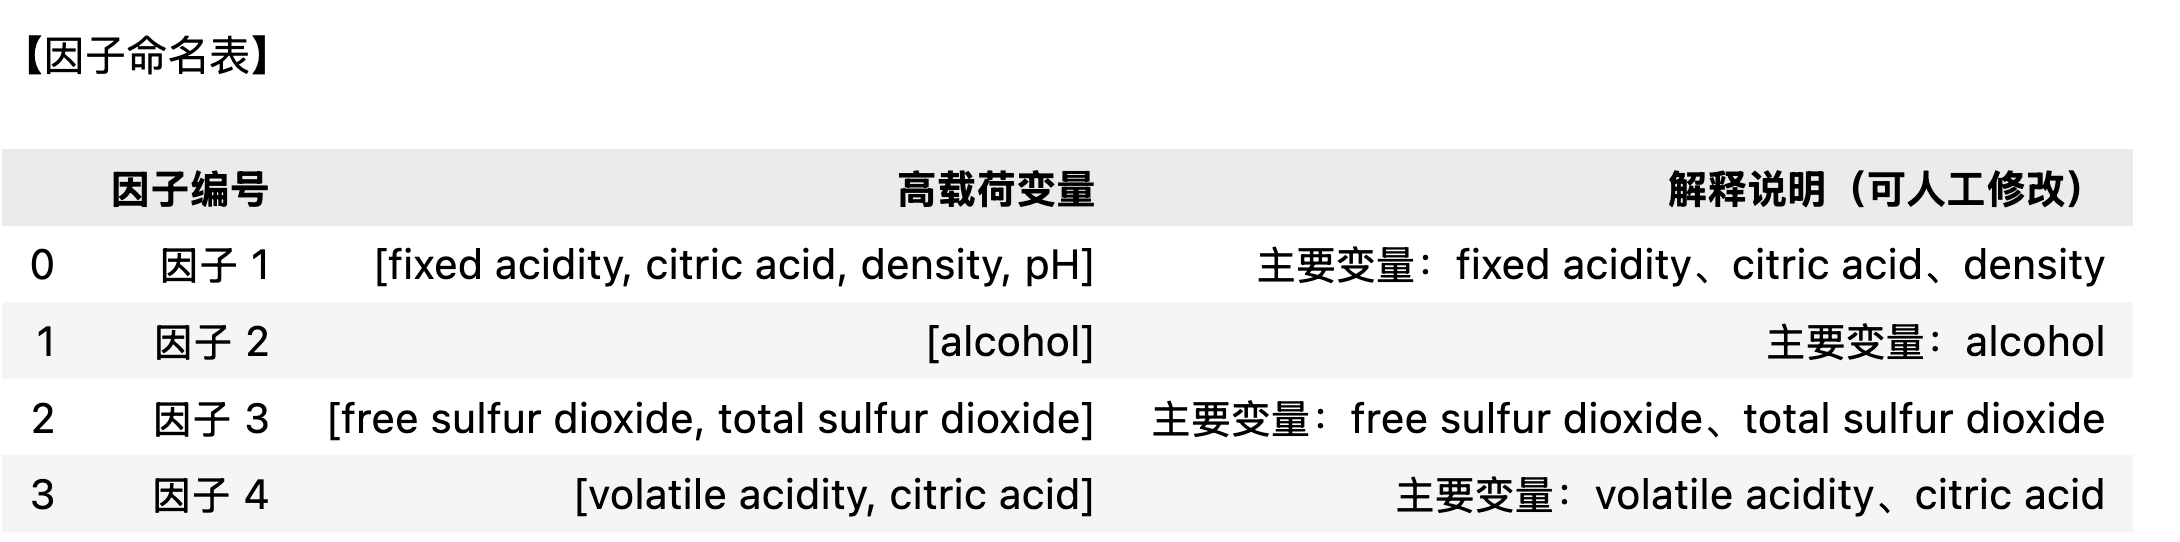 【因子命名表】
因子编号 高载荷变量 解释说明（可人工修改）
0 因子 1 [fixed acidity, citric acid, density, pH] 主要变量：fixed acidity、citric acid、density
1 因子 2 [alcohol] 主要变量：alcohol
2 因子 3 [free sulfur dioxide, total sulfur dioxide] 主要变量：free sulfur dioxide、total sulfur dioxide
3 因子 4 [volatile acidity, citric acid] 主要变量：volatile acidity、citric acid